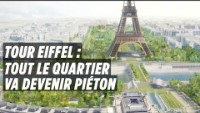 TOUR EIFFEL :
TOUT LE QUARTIER
VA DEVENIR PIÉTON